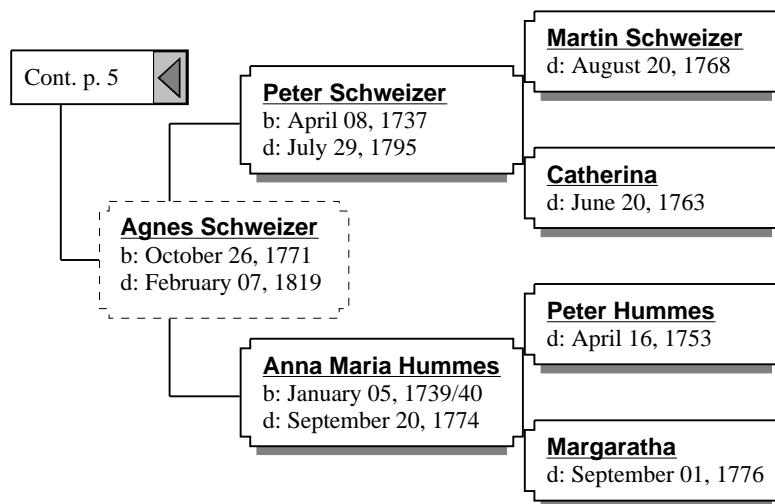 Cont. p. 5
Martin Schweizer
d: August 20, 1768
Peter Schweizer
b: April 08, 1737
d: July 29, 1795
Catherina
d: June 20, 1763
Agnes Schweizer
b: October 26, 1771
d: February 07, 1819
Peter Hummes
d: April 16, 1753
Anna Maria Hummes
b: January 05, 1739/40
d: September 20, 1774
Margaratha
d: September 01, 1776